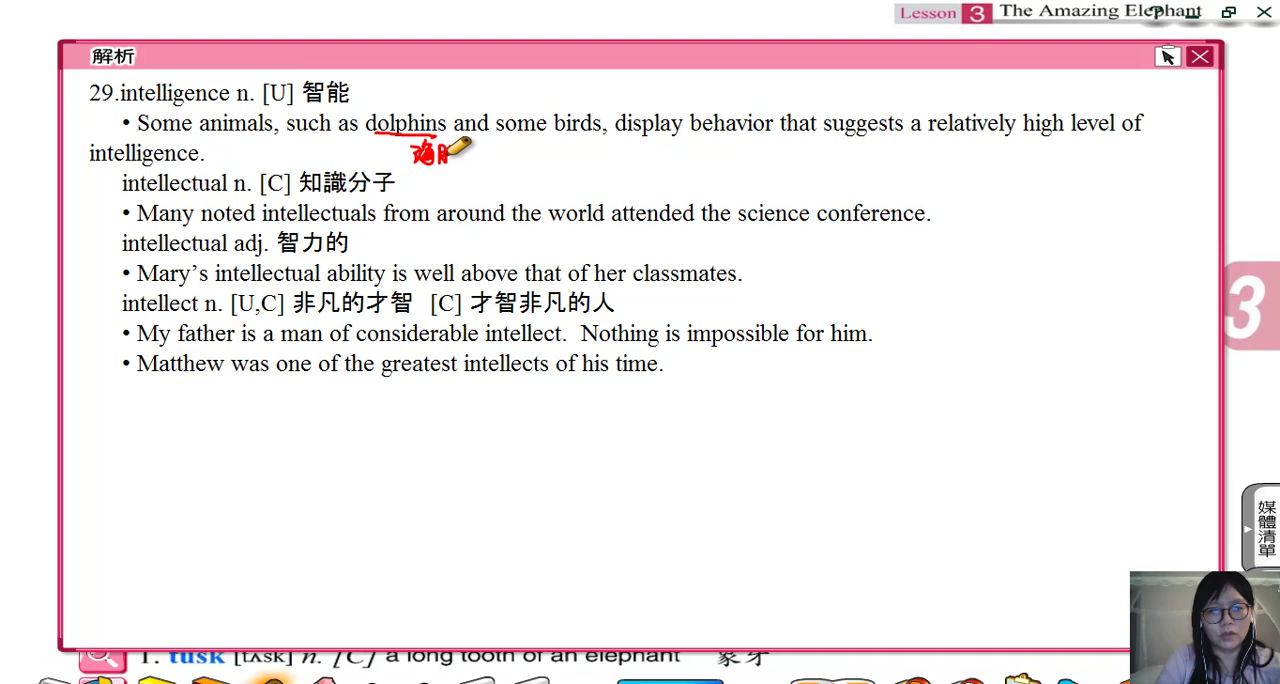 Lesson 3 The Amazing Elephant
解析
29.intelligence n. [U] 智能
• Some animals, such as dolphins and some birds, display behavior that suggests a relatively high level of
intelligence.
海
intellectual n. [C] 知識分子
• Many noted intellectuals from around the world attended the science conference.
intellectual adj. 智力的
• Mary’s intellectual ability is well above that of her classmates.
intellect n. [U,C] 非凡的才智 [C] 才智非凡的人
• My father is a man of considerable intellect. Nothing is impossible for him.
• Matthew was one of the greatest intellects of his time.
3
媒體清單
1. tusk [tʌsk] n. [C] a long tooth of an elephant 象牙